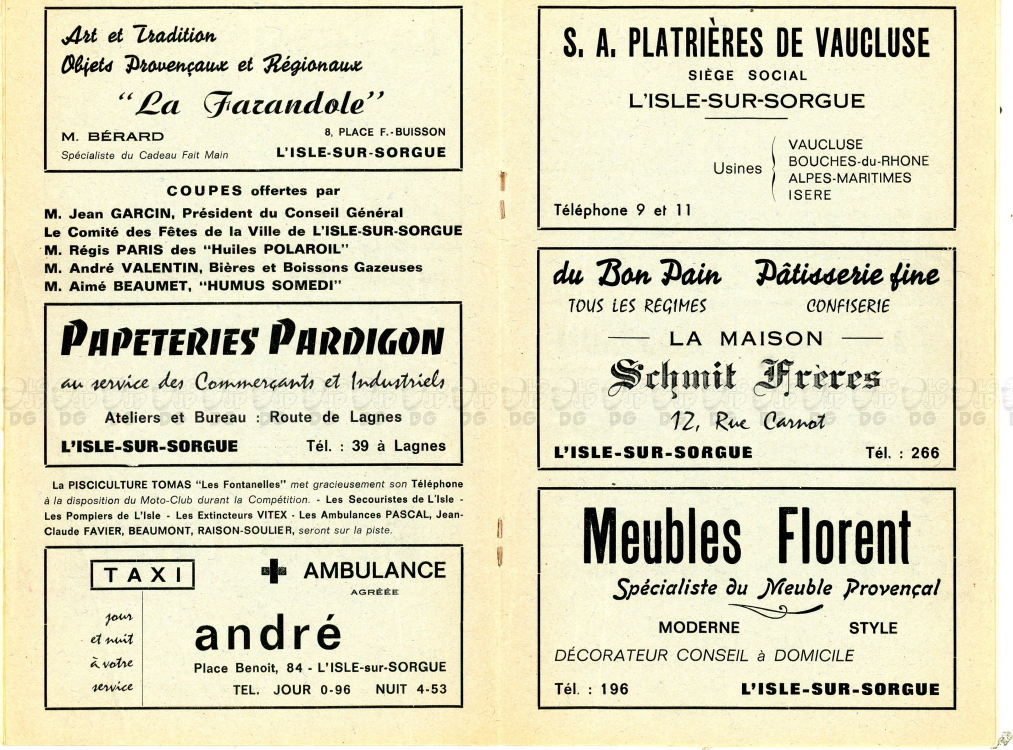 Art et Tradition
Objets Provençaux et Régionaux
"La Farandole"
M. BÉRARD
8, PLACE F.-BUISSON
Spécialiste du Cadeau Fait Main
L'ISLE-SUR-SORGUE
COUPES offertes par
M. Jean GARCIN, Président du Conseil Général
Le Comité des Fêtes de la Ville de L'ISLE-SUR-SORGUE
M. Régis PARIS des "Huiles POLAROIL"
M. André VALENTIN, Bières et Boissons Gazeuses
M. Aimé BEAUMET, "HUMUS SOMEDI"
PAPETERIES PARDIGON
au service des Commerçants et Industriels
Ateliers et Bureau : Route de Lagnes
L'ISLE-SUR-SORGUE Tél. : 39 à Lagnes
La PISCICULTURE TOMAS "Les Fontanelles" met gracieusement son Téléphone
à la disposition du Moto-Club durant la Compétition. - Les Secouristes de L'Isle -
Les Pompiers de L'Isle - Les Extincteurs VITEX - Les Ambulances PASCAL, Jean-
Claude FAVIER, BEAUMONT, RAISON-SOULIER, seront sur la piste.
TAXI
AMBULANCE
AGRÉÉE
jour
et nuit
à votre
service
andré
Place Benoit, 84 - L'ISLE-sur-SORGUE
TEL. JOUR 0-96 NUIT 4-53
S. A. PLATRIÈRES DE VAUCLUSE
SIÈGE SOCIAL
L'ISLE-SUR-SORGUE
Usines
VAUCLUSE
BOUCHES-du-RHONE
ALPES-MARITIMES
ISERE
Téléphone 9 et 11
du Bon Pain Pâtisserie fine
TOUS LES RÉGIMES CONFISERIE
LA MAISON
Schmit Frères
12, Rue Carnot
L'ISLE-SUR-SORGUE Tél. : 266
Meubles Florent
Spécialiste du Meuble Provençal
MODERNE STYLE
DÉCORATEUR CONSEIL à DOMICILE
Tél. : 196 L'ISLE-SUR-SORGUE